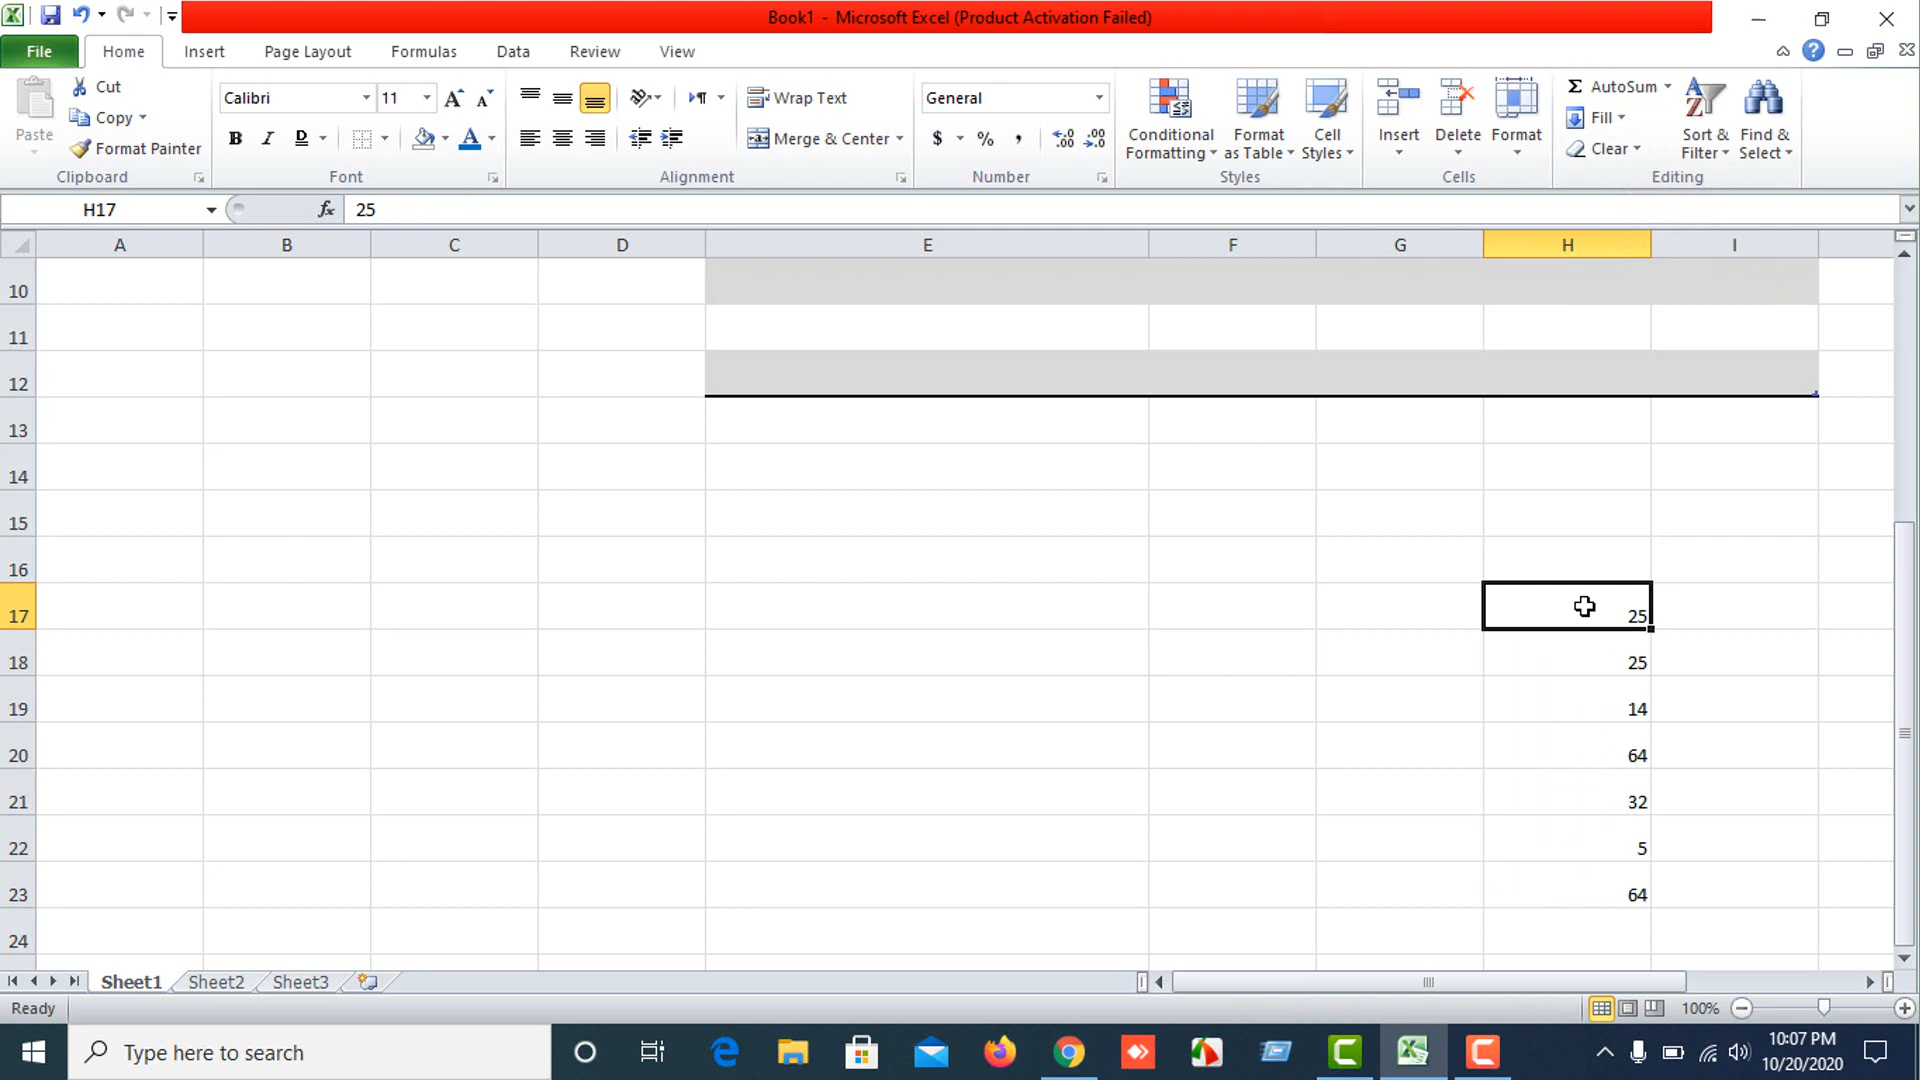 Book1 - Microsoft Excel (Product Activation Failed)
File Home Insert Page Layout Formulas Data Review View
Paste
Cut
Copy
Format Painter
Clipboard
Calibri 11
B I D
Font
Wrap Text
Merge & Center
Alignment
General
$ % ,
Number
Conditional Formatting
Format as Table
Cell Styles
Styles
Insert Delete Format
Cells
AutoSum
Fill
Clear
Sort & Filter
Find & Select
Editing
H17 fx 25
A B C D E F G H I
10
11
12
13
14
15
16
17 25
18 25
19 14
20 64
21 32
22 5
23 64
24
Sheet1 Sheet2 Sheet3
Ready 100%
Type here to search
10:07 PM
10/20/2020